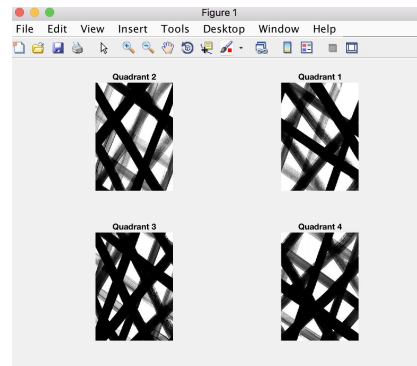 Figure 1
File Edit View Insert Tools Desktop Window Help
Quadrant 2 Quadrant 1
Quadrant 3 Quadrant 4